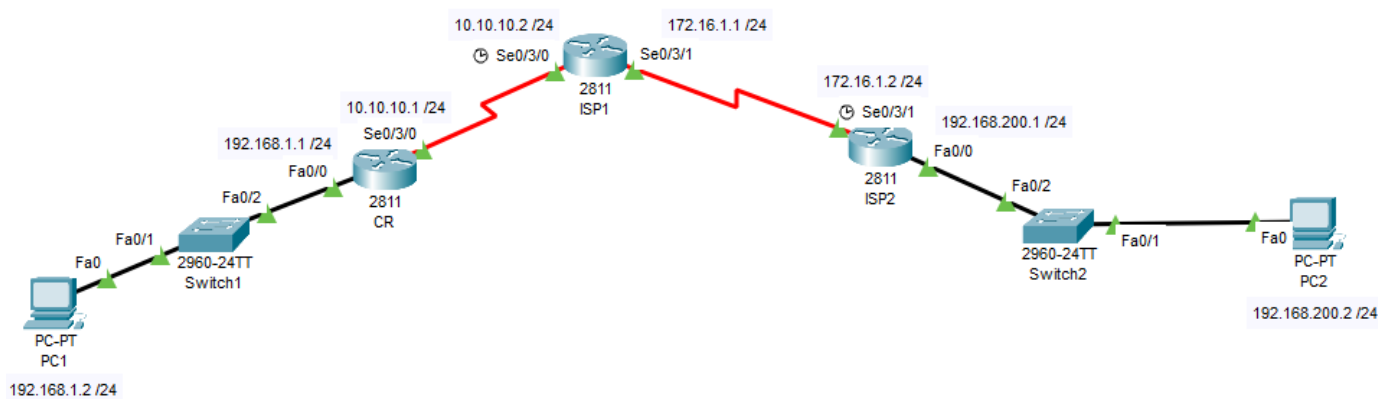 10.10.10.2 /24
172.16.1.1 /24
Se0/3/0
Se0/3/1
2811
ISP1
172.16.1.2 /24
Se0/3/1
192.168.200.1 /24
Fa0/0
2811
ISP2
10.10.10.1 /24
Se0/3/0
192.168.1.1 /24
Fa0/0
2811
CR
Fa0/2
Fa0/1
2960-24TT
Switch1
Fa0
PC-PT
PC1
192.168.1.2 /24
Fa0/2
Fa0/1
2960-24TT
Switch2
Fa0
PC-PT
PC2
192.168.200.2 /24